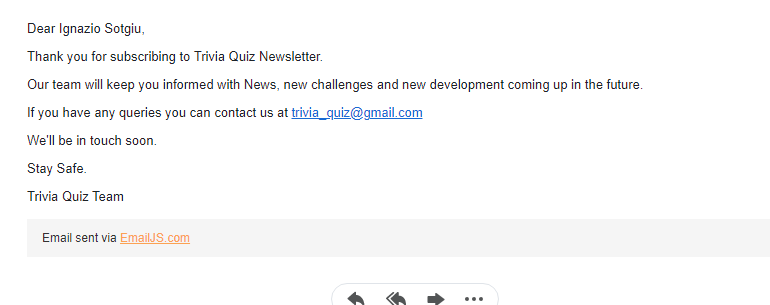 Dear Ignazio Sotgiu,
Thank you for subscribing to Trivia Quiz Newsletter.
Our team will keep you informed with News, new challenges and new development coming up in the future.
If you have any queries you can contact us at trivia_quiz@gmail.com
We'll be in touch soon.
Stay Safe.
Trivia Quiz Team
Email sent via EmailJS.com